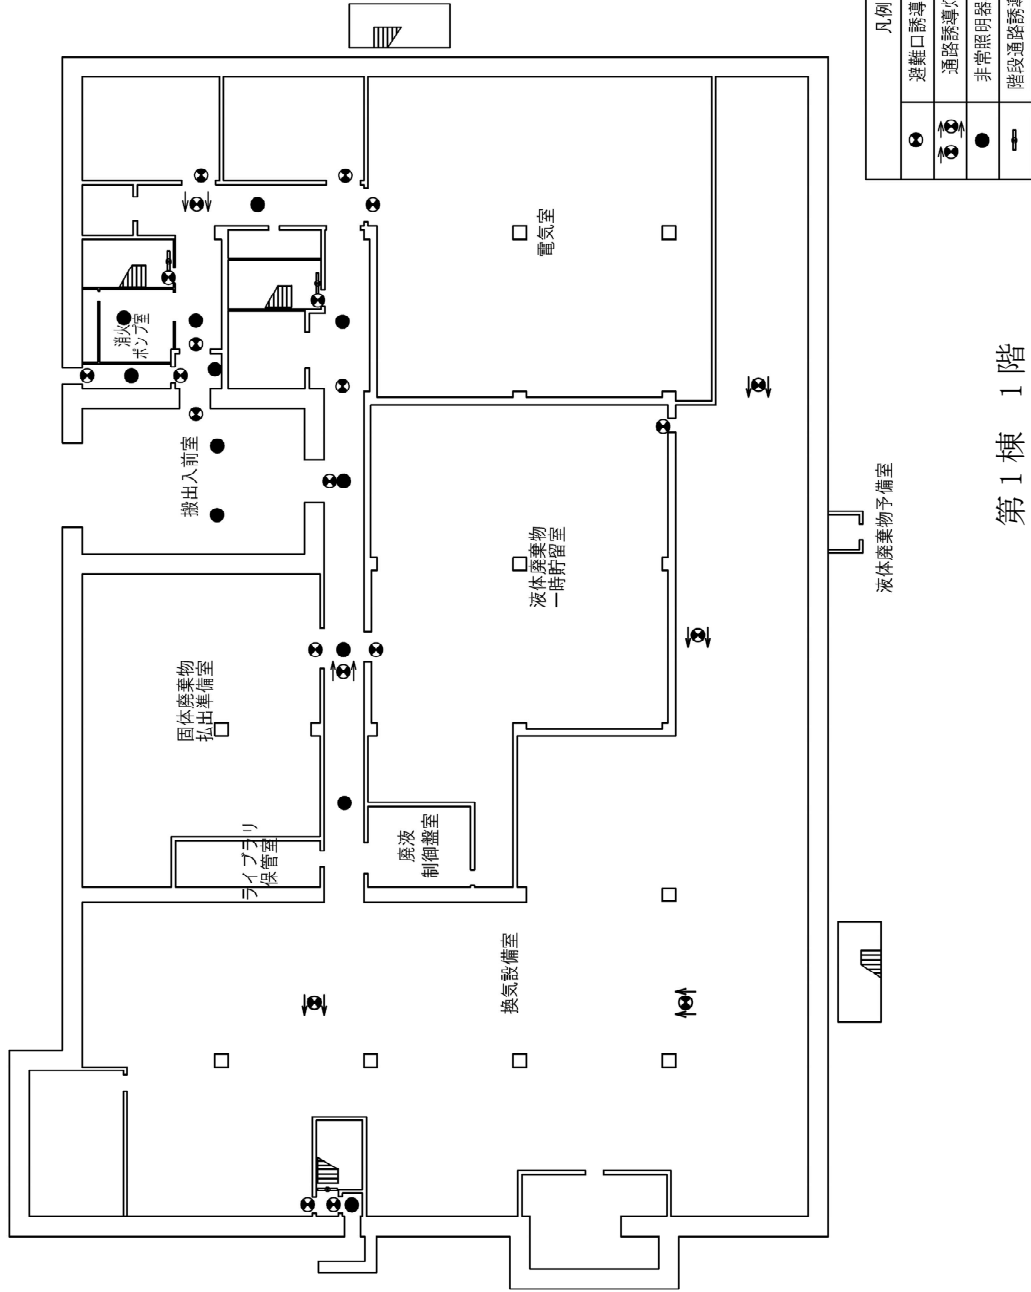 凡例
避難口誘導
通路誘導灯
非常照明器
階段通路誘導
消火
ポンプ室
搬出入前室
電気室
固体廃棄物
払出準備室
液体廃棄物
一時貯留室
ライブラリ
保管室
廃液
制御盤室
換気設備室
液体廃棄物予備室
第1棟 1階